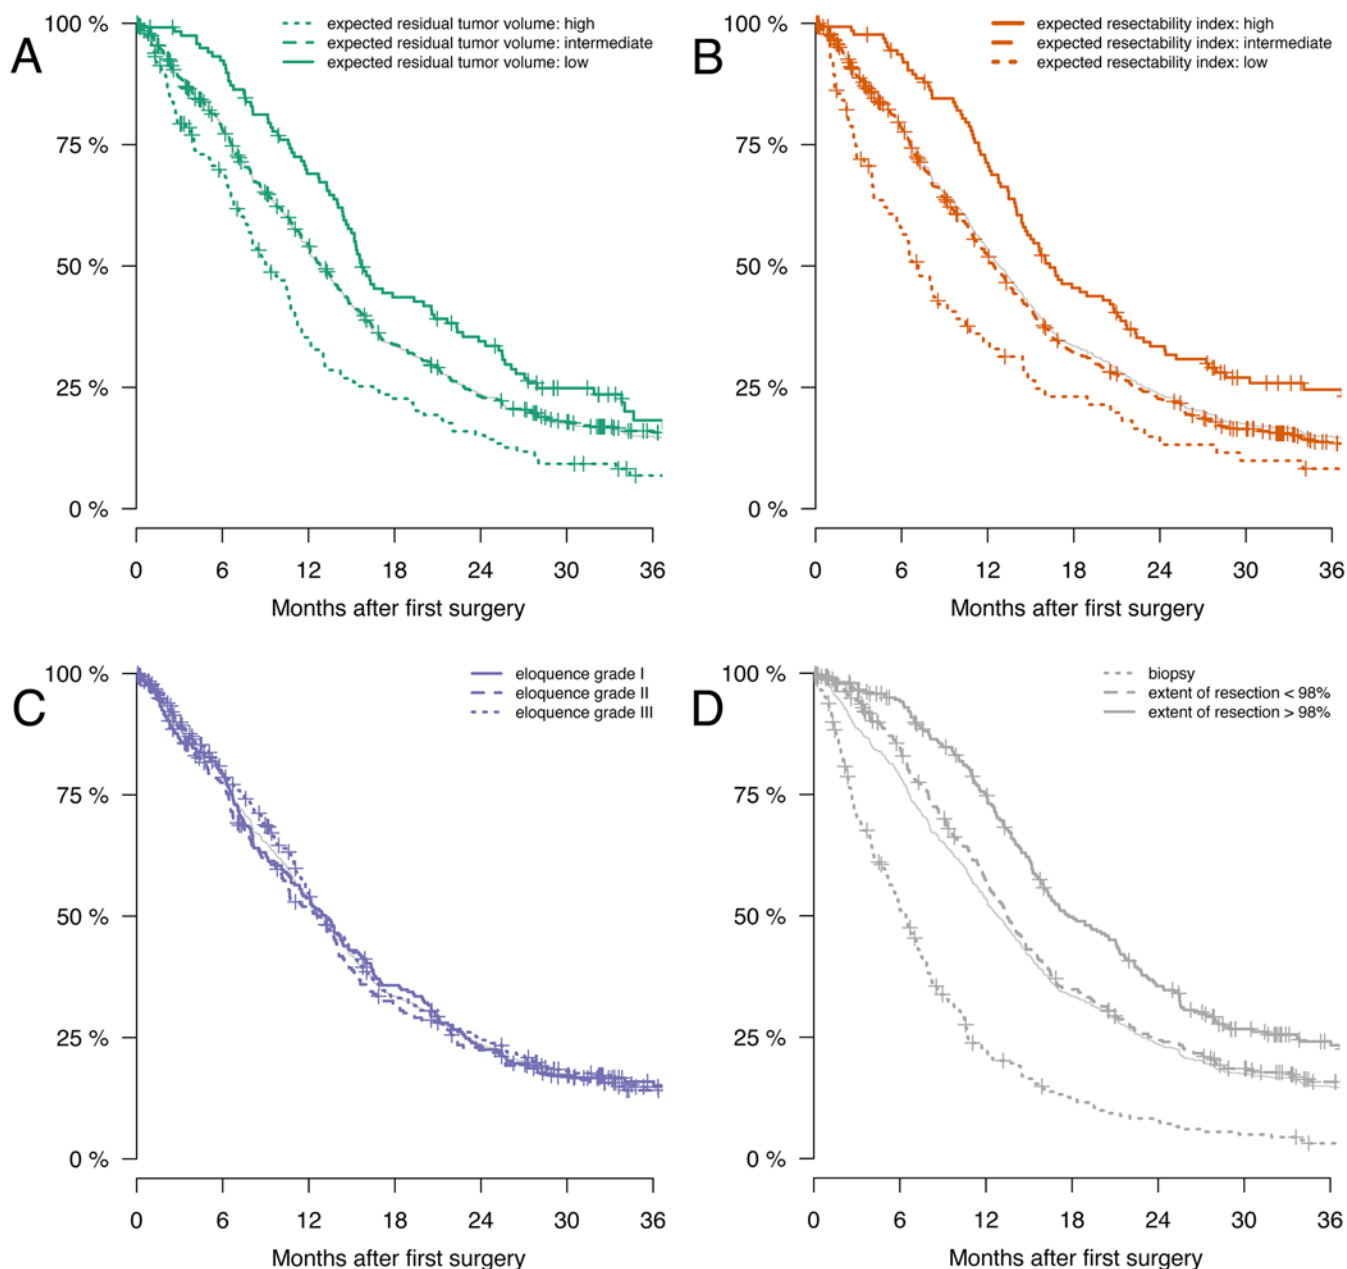 A
100 %
75 %
50 %
25 %
0 %
expected residual tumor volume: high
expected residual tumor volume: intermediate
expected residual tumor volume: low
0 6 12 18 24 30 36
Months after first surgery
B
100 %
75 %
50 %
25 %
0 %
expected resectability index: high
expected resectability index: intermediate
expected resectability index: low
0 6 12 18 24 30 36
Months after first surgery
C
100 %
75 %
50 %
25 %
0 %
eloquence grade I
eloquence grade II
eloquence grade III
0 6 12 18 24 30 36
Months after first surgery
D
100 %
75 %
50 %
25 %
0 %
biopsy
extent of resection < 98%
extent of resection > 98%
0 6 12 18 24 30 36
Months after first surgery